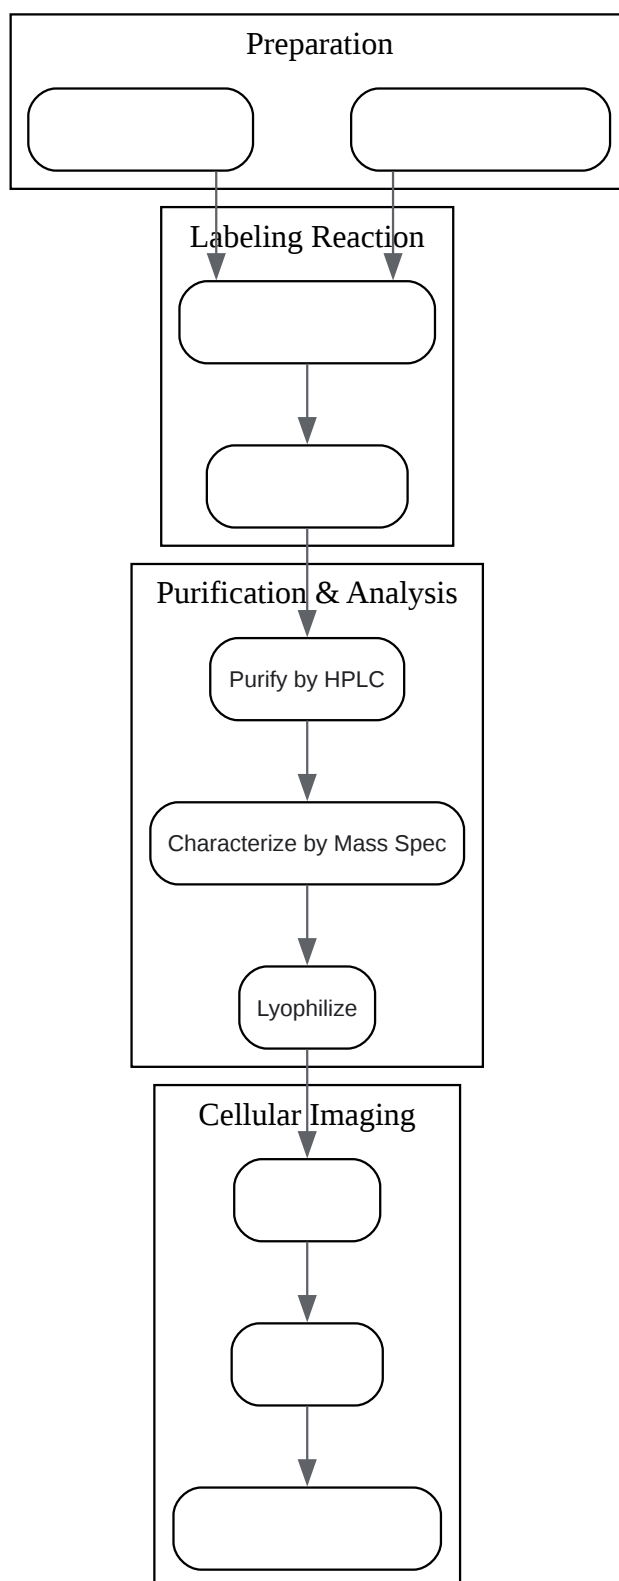 Preparation
Labeling Reaction
Purification & Analysis
Purify by HPLC
Characterize by Mass Spec
Lyophilize
Cellular Imaging